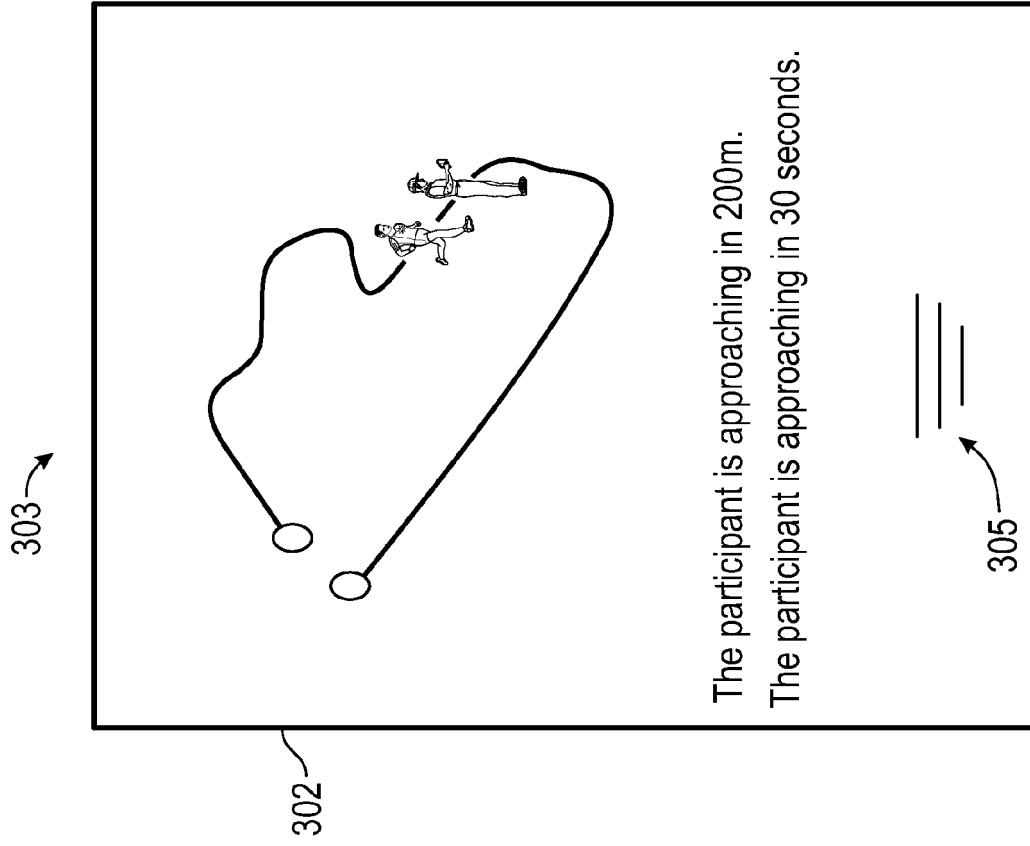 303
302
The participant is approaching in 200m.
The participant is approaching in 30 seconds.
305